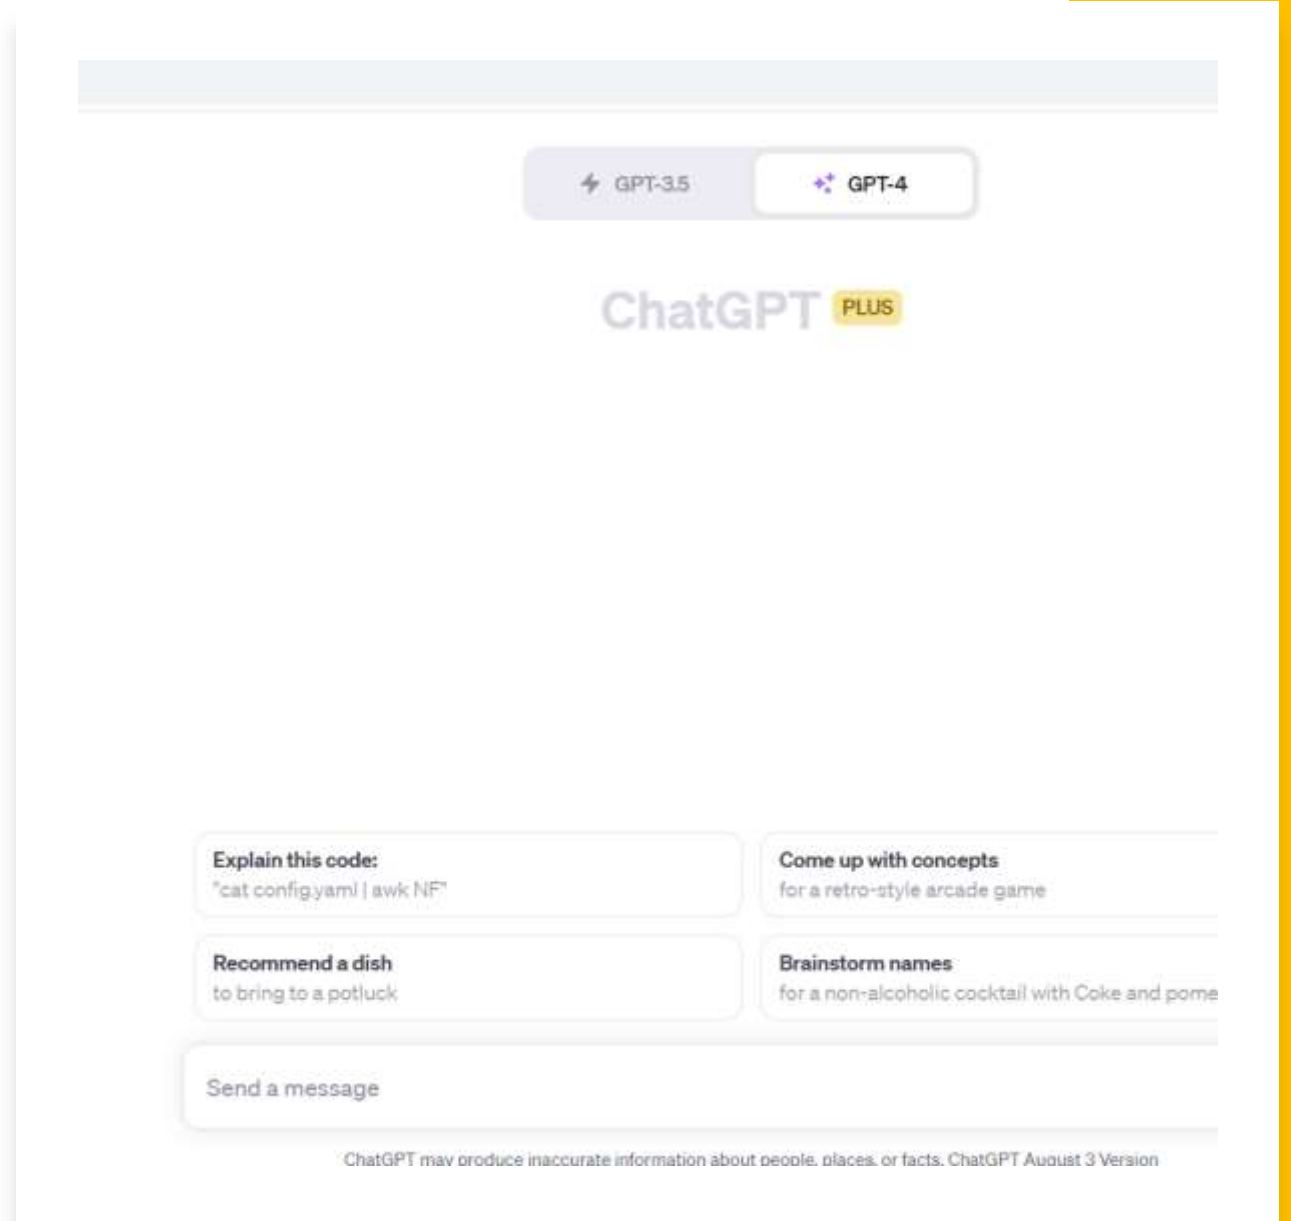 GPT-3.5
GPT-4
ChatGPT PLUS
Explain this code:
"cat config.yaml | awk NF"
Come up with concepts
for a retro-style arcade game
Recommend a dish
to bring to a potluck
Brainstorm names
for a non-alcoholic cocktail with Coke and pome
Send a message
ChatGPT may produce inaccurate information about people, places, or facts. ChatGPT August 3 Version